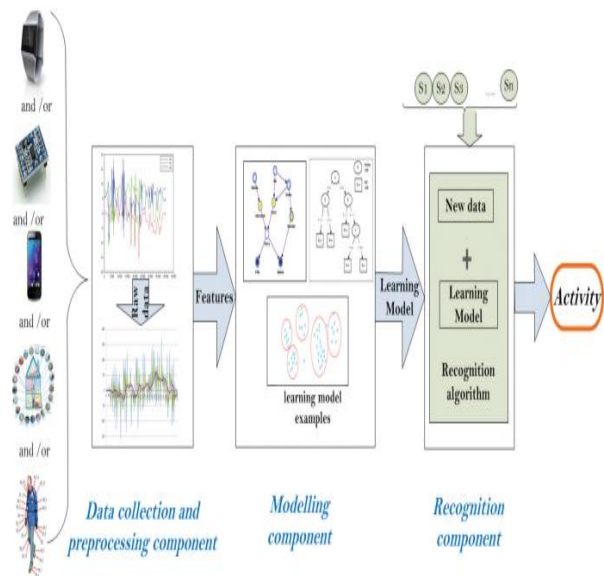 and /or
and/or
and /or
and /or
Raw
data
Features
learning model
examples
Learning
Model
S1 S2 S3 ... Sn
New data
+
Learning
Model
Recognition
algorithm
Activity
Data collection and
preprocessing component
Modelling
component
Recognition
component